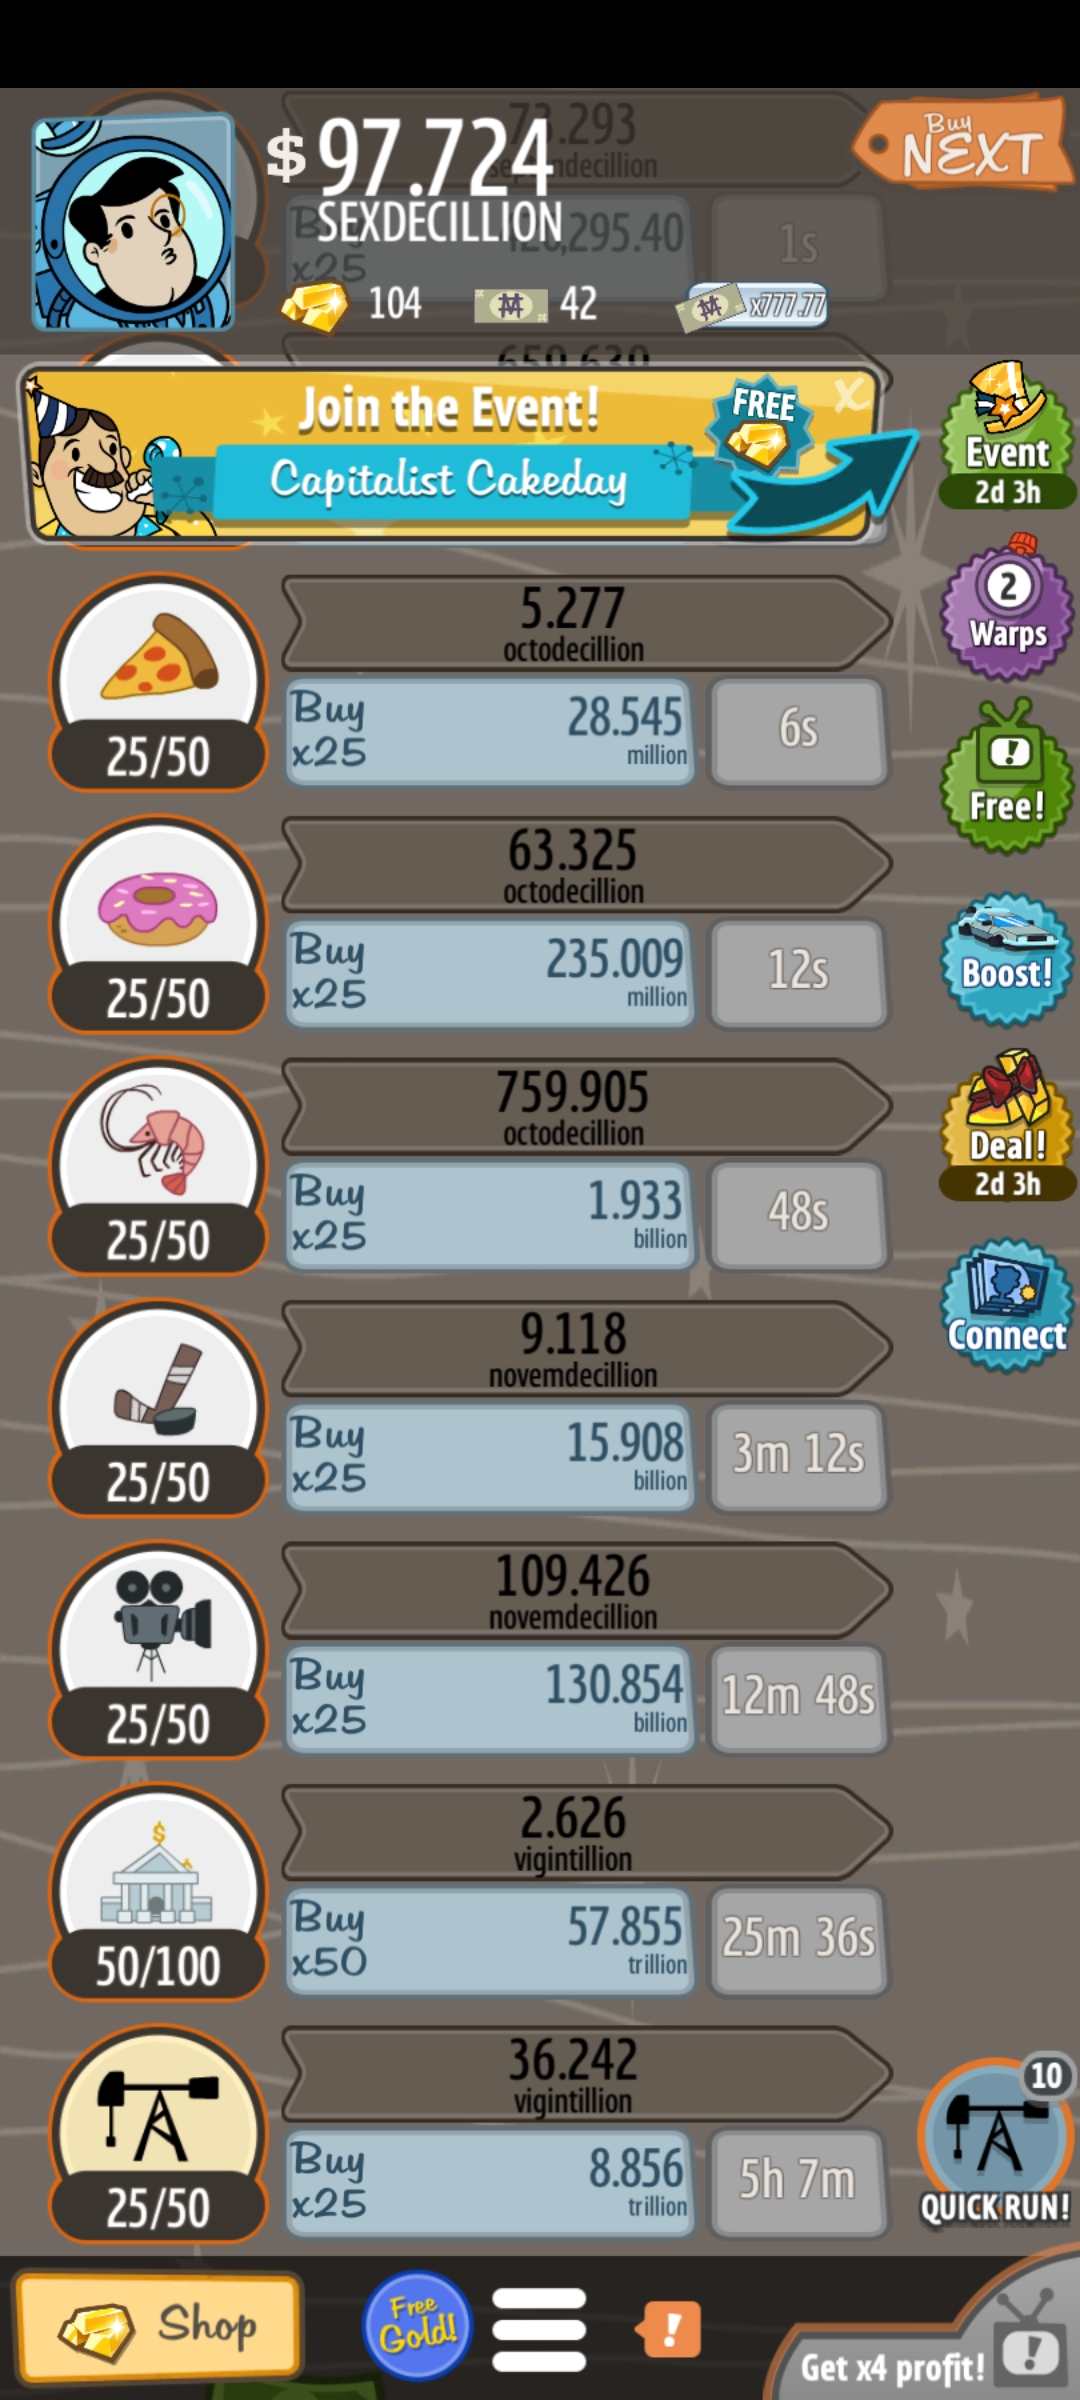 73.293
$97.724
SEXDECILLION
Buy
NEXT
Buy
x25
1s
104
42
x777.77
Join the Event!
FREE
X
Capitalist Cakeday
Event
2d 3h
5.277
octodecillion
Buy
x25
28.545
million
6s
25/50
2
Warps
Free!
63.325
octodecillion
Buy
x25
235.009
million
12s
25/50
Boost!
759.905
octodecillion
Buy
x25
1.933
billion
48s
25/50
Deal!
2d 3h
Connect
9.118
novemdecillion
Buy
x25
15.908
billion
3m 12s
25/50
109.426
novemdecillion
Buy
x25
130.854
billion
12m 48s
25/50
2.626
vigintillion
Buy
x50
57.855
trillion
25m 36s
50/100
36.242
vigintillion
Buy
x25
8.856
trillion
5h 7m
25/50
10
QUICK RUN!
Shop
Free
Gold!
!
Get x4 profit!